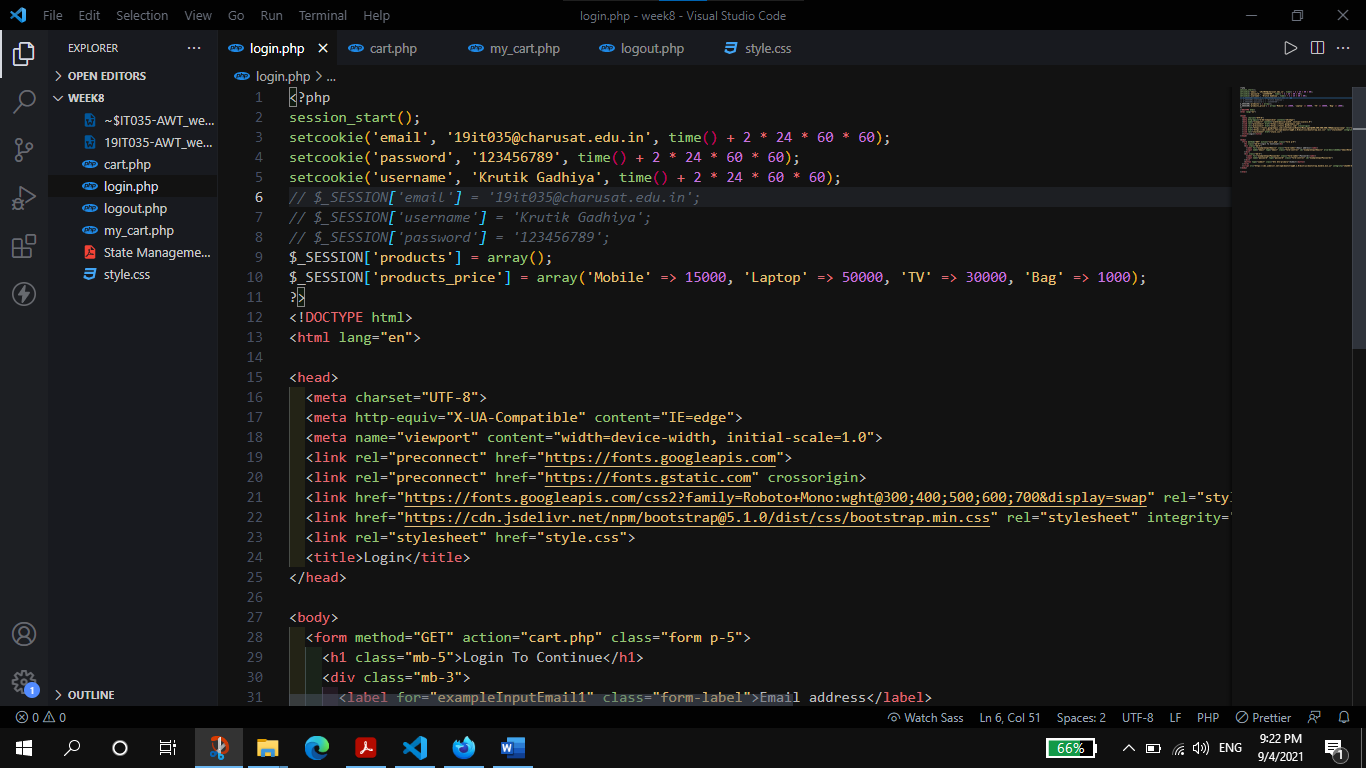 File Edit Selection View Go Run Terminal Help login.php - week8 - Visual Studio Code
EXPLORER
OPEN EDITORS
WEEK8
~$IT035-AWT_we...
19IT035-AWT_we...
cart.php
login.php
logout.php
my_cart.php
State Manageme...
style.css
OUTLINE
login.php cart.php my_cart.php logout.php style.css
login.php > ...
1 <?php
2 session_start();
3 setcookie('email', '19it035@charusat.edu.in', time() + 2 * 24 * 60 * 60);
4 setcookie('password', '123456789', time() + 2 * 24 * 60 * 60);
5 setcookie('username', 'Krutik Gadhiya', time() + 2 * 24 * 60 * 60);
6 // $_SESSION['email'] = '19it035@charusat.edu.in';
7 // $_SESSION['username'] = 'Krutik Gadhiya';
8 // $_SESSION['password'] = '123456789';
9 $_SESSION['products'] = array();
10 $_SESSION['products_price'] = array('Mobile' => 15000, 'Laptop' => 50000, 'TV' => 30000, 'Bag' => 1000);
11 ?>
12 <!DOCTYPE html>
13 <html lang="en">
14
15 <head>
16 <meta charset="UTF-8">
17 <meta http-equiv="X-UA-Compatible" content="IE=edge">
18 <meta name="viewport" content="width=device-width, initial-scale=1.0">
19 <link rel="preconnect" href="https://fonts.googleapis.com">
20 <link rel="preconnect" href="https://fonts.gstatic.com" crossorigin>
21 <link href="https://fonts.googleapis.com/css2?family=Roboto+Mono:wght@300;400;500;600;700&display=swap" rel="styl
22 <link href="https://cdn.jsdelivr.net/npm/bootstrap@5.1.0/dist/css/bootstrap.min.css" rel="stylesheet" integrity="
23 <link rel="stylesheet" href="style.css">
24 <title>Login</title>
25 </head>
26
27 <body>
28 <form method="GET" action="cart.php" class="form p-5">
29 <h1 class="mb-5">Login To Continue</h1>
30 <div class="mb-3">
31 <label for="exampleInputEmail1" class="form-label">Email address</label>
0 0 Watch Sass Ln 6, Col 51 Spaces: 2 UTF-8 LF PHP Prettier
1
66% ENG 9:22 PM
9/4/2021 1